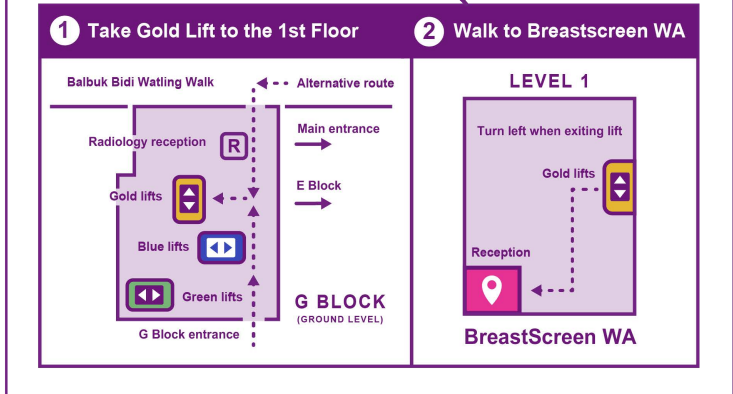 1 Take Gold Lift to the 1st Floor
Balbuk Bidi Watling Walk
Alternative route
Radiology reception
R
Main entrance
Gold lifts
E Block
Blue lifts
Green lifts
G BLOCK
(GROUND LEVEL)
G Block entrance
2 Walk to Breastscreen WA
LEVEL 1
Turn left when exiting lift
Gold lifts
Reception
BreastScreen WA